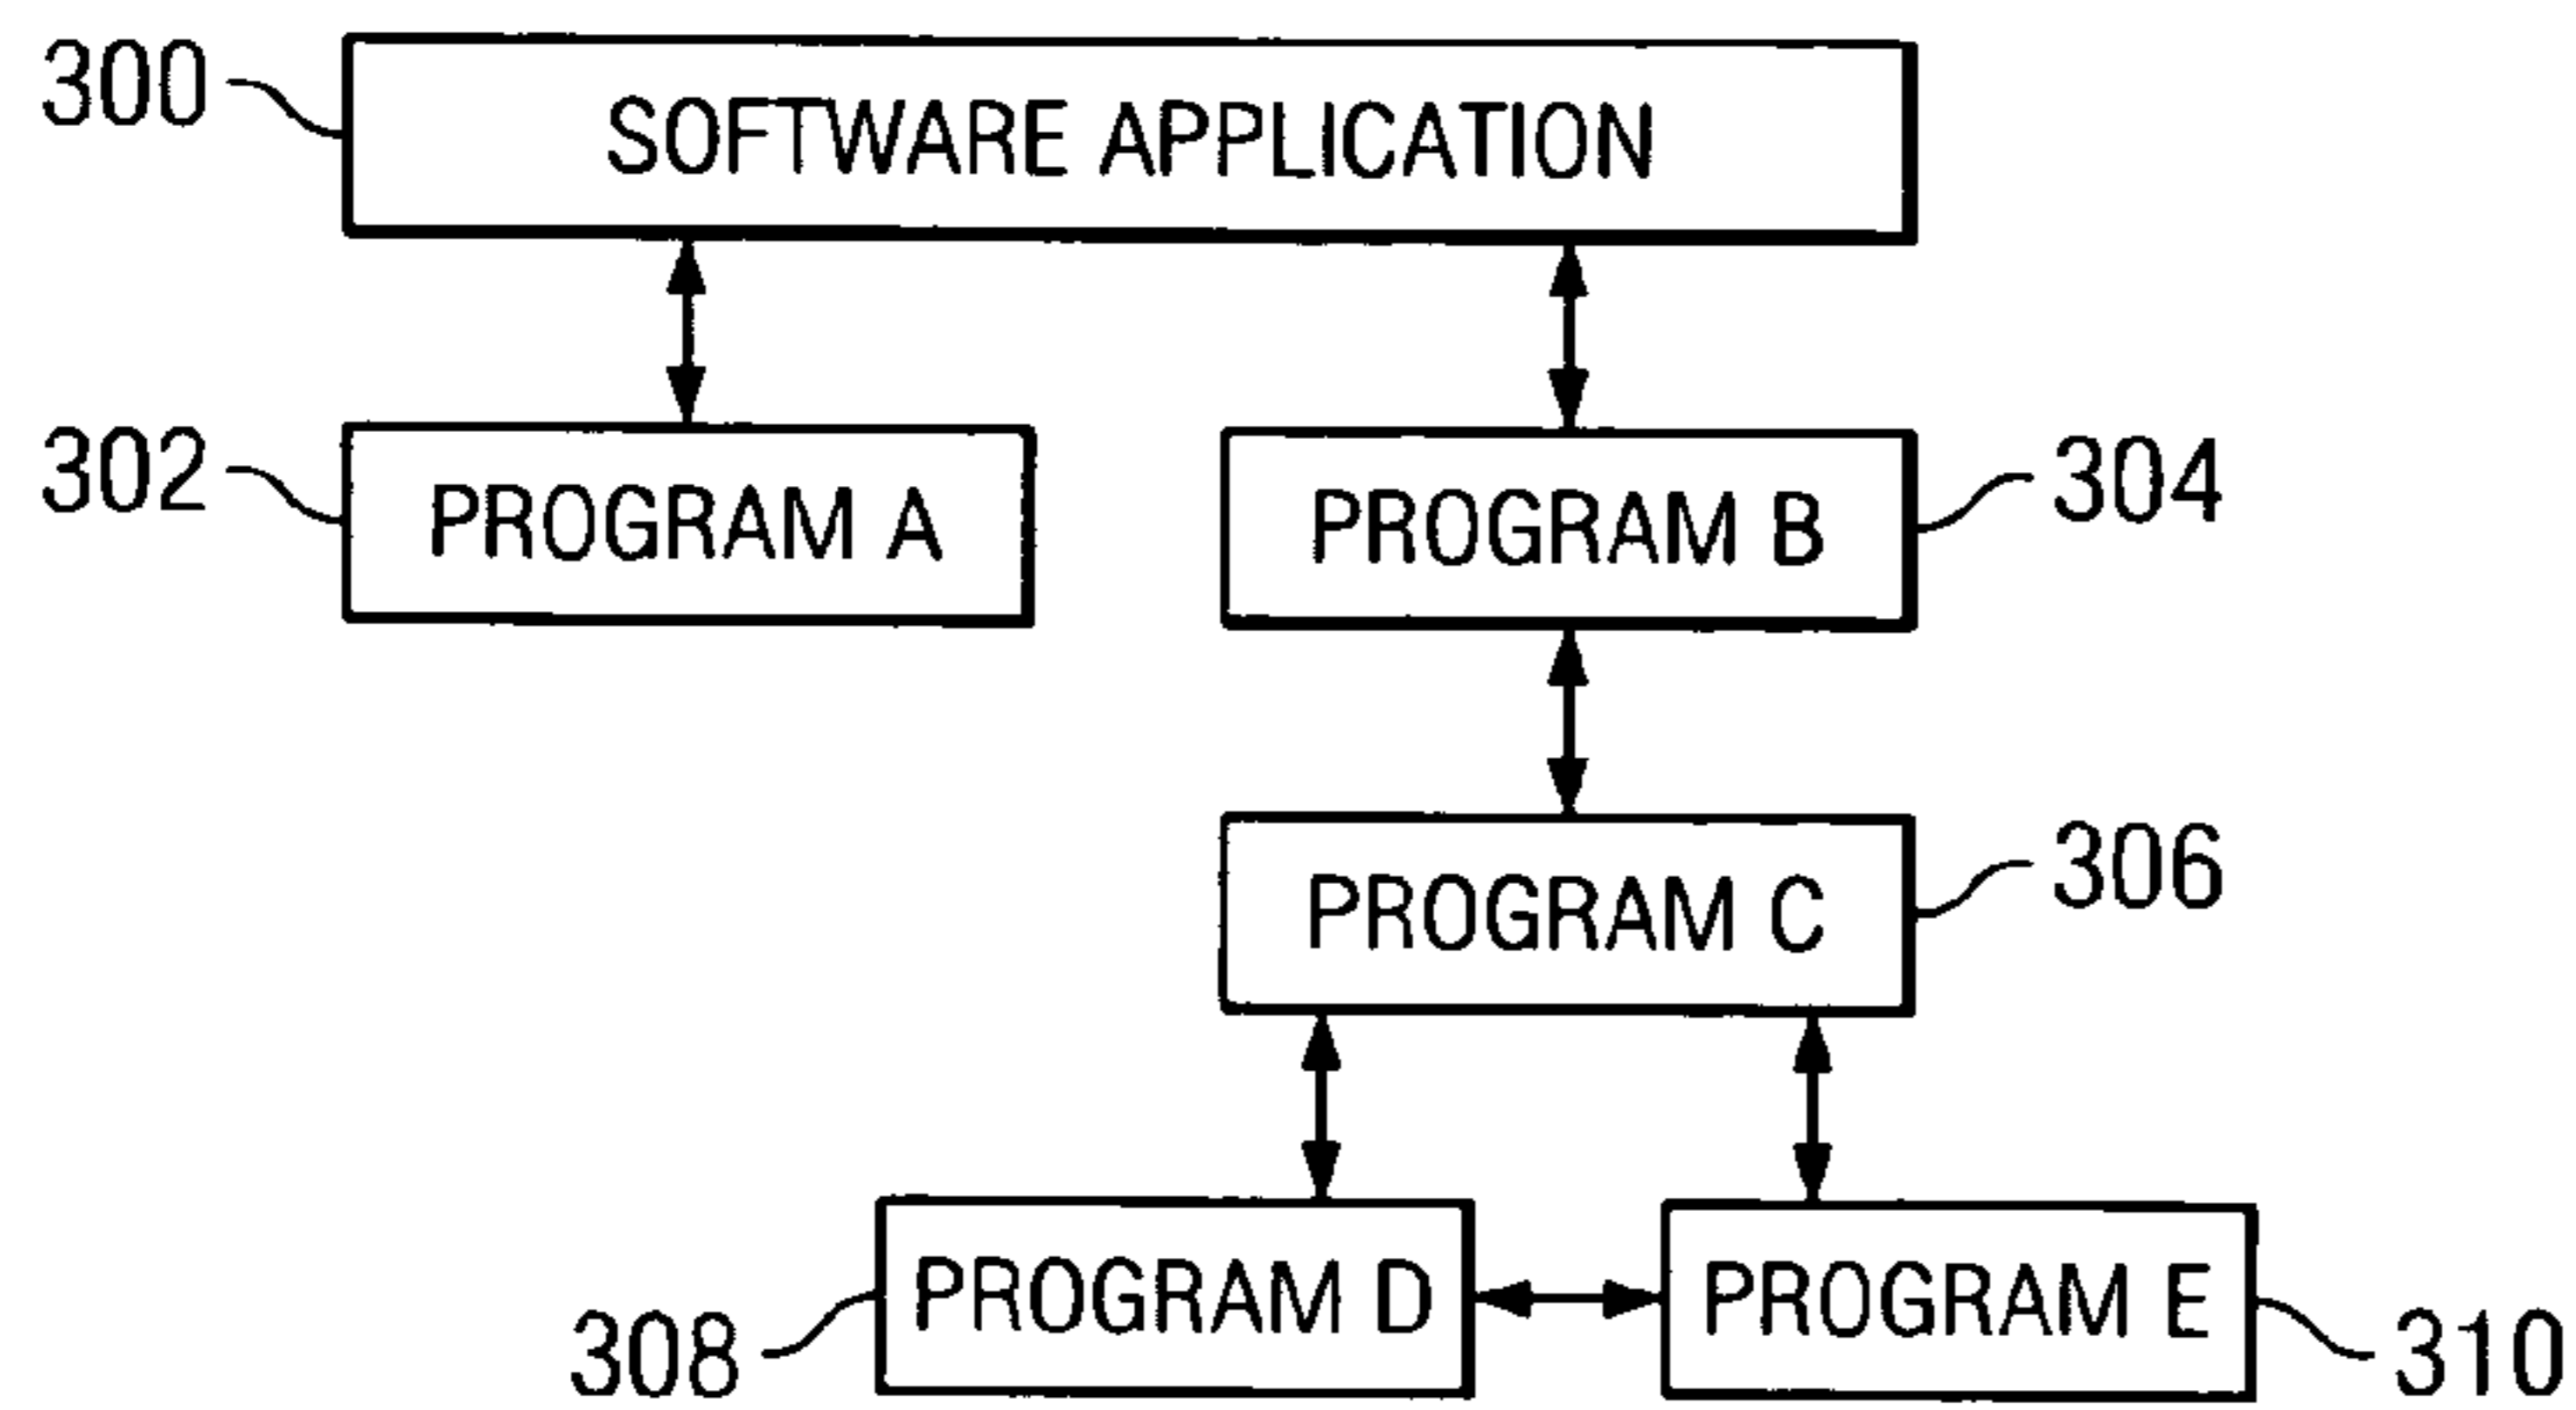 300
SOFTWARE APPLICATION
302
PROGRAM A
PROGRAM B
304
PROGRAM C
306
308
PROGRAM D
PROGRAM E
310